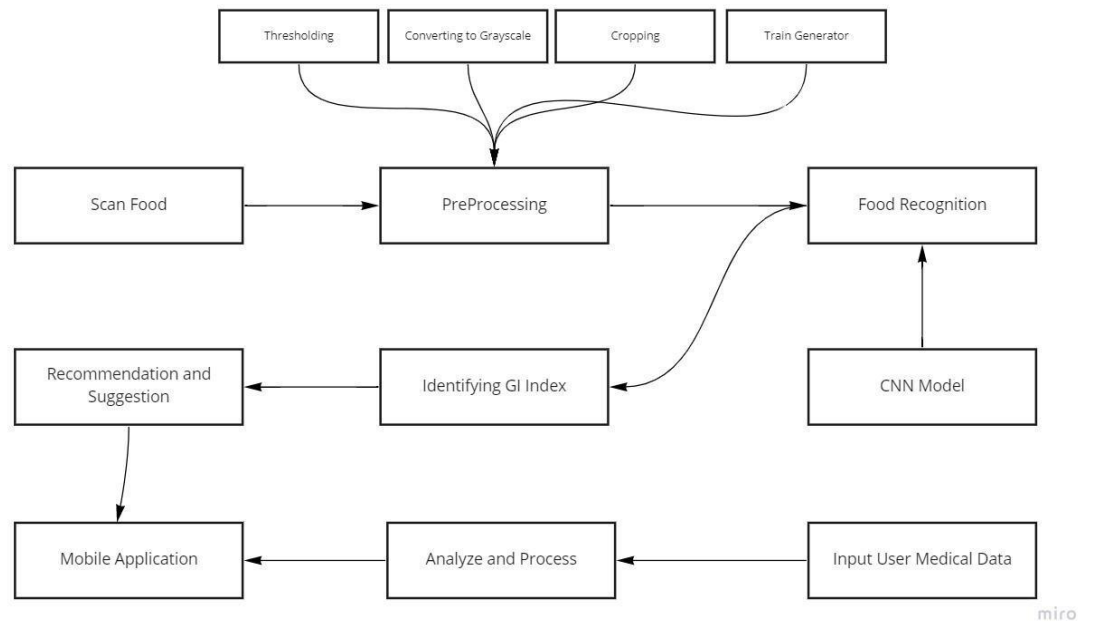 Thresholding
Converting to Grayscale
Cropping
Train Generator
Scan Food
PreProcessing
Food Recognition
Recommendation and
Suggestion
Identifying GI Index
CNN Model
Mobile Application
Analyze and Process
Input User Medical Data
miro